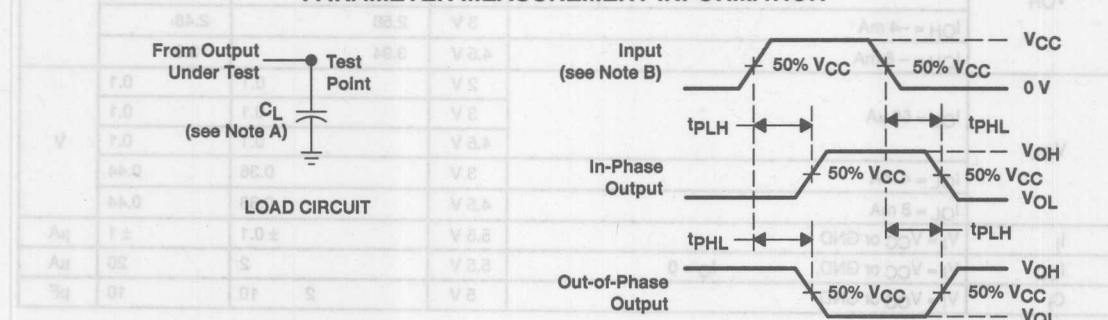 PARAMETER MEASUREMENT INFORMATION
From Output
Under Test
Test
Point
CL
(see Note A)
LOAD CIRCUIT
Input
(see Note B)
50% VCC
50% VCC
VCC
0 V
tPLH
tPHL
In-Phase
Output
50% VCC
50% VCC
VOH
VOL
tPHL
tPLH
Out-of-Phase
Output
50% VCC
50% VCC
VOH
VOL